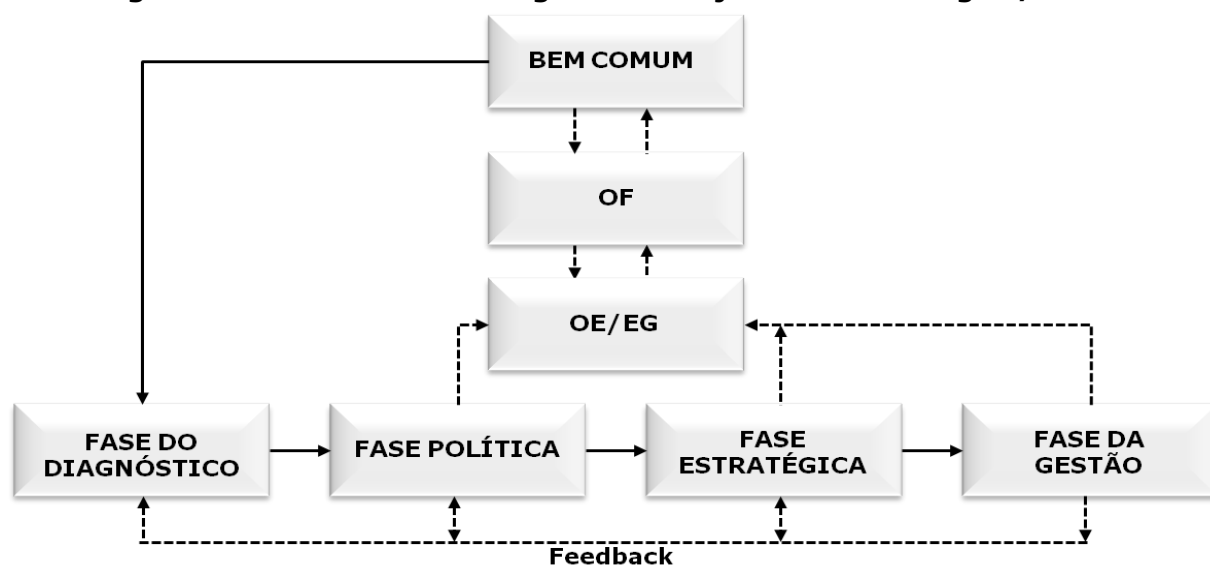 BEM COMUM
OF
OE/EG
FASE DO
DIAGNÓSTICO
FASE POLÍTICA
FASE
ESTRATÉGICA
FASE DA
GESTÃO
Feedback